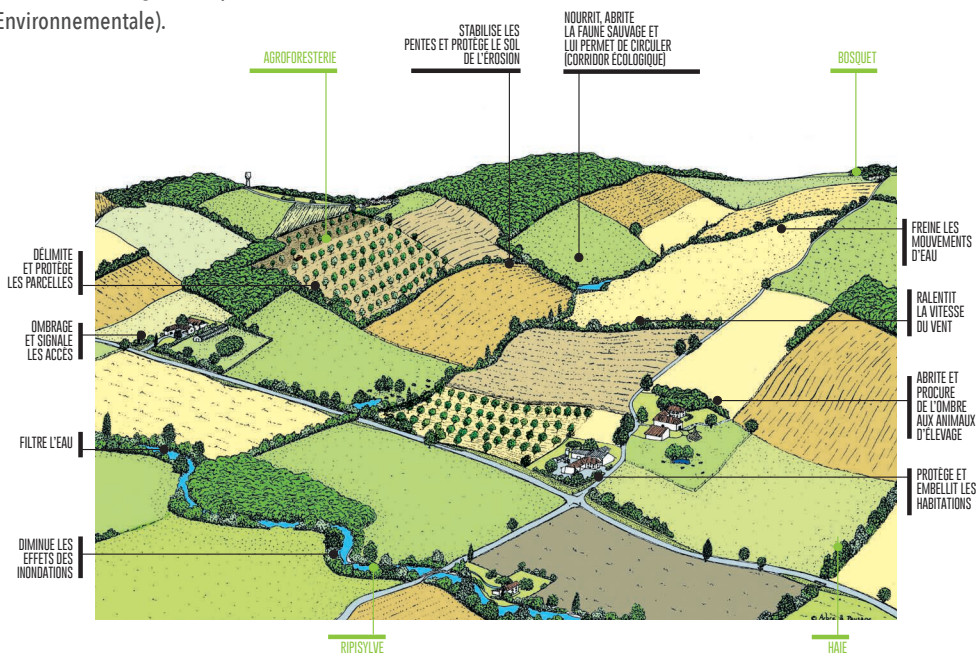 Environnementale).
AGROFORESTERIE
STABILISE LES
PENTES ET PROTÈGE LE SOL
DE L'ÉROSION
NOURRIT, ABRITE
LA FAUNE SAUVAGE ET
LUI PERMET DE CIRCULER
(CORRIDOR ÉCOLOGIQUE)
BOSQUET
DÉLIMITE
ET PROTÈGE
LES PARCELLES
FREINE LES
MOUVEMENTS
D'EAU
OMBRAGE
ET SIGNALE
LES ACCÈS
RALENTIT
LA VITESSE
DU VENT
ABRITE ET
PROCURE
DE L'OMBRE
AUX ANIMAUX
D'ÉLEVAGE
FILTRE L'EAU
PROTÈGE ET
EMBELLIT LES
HABITATIONS
DIMINUE LES
EFFETS DES
INONDATIONS
RIPISYLVE
HAIE